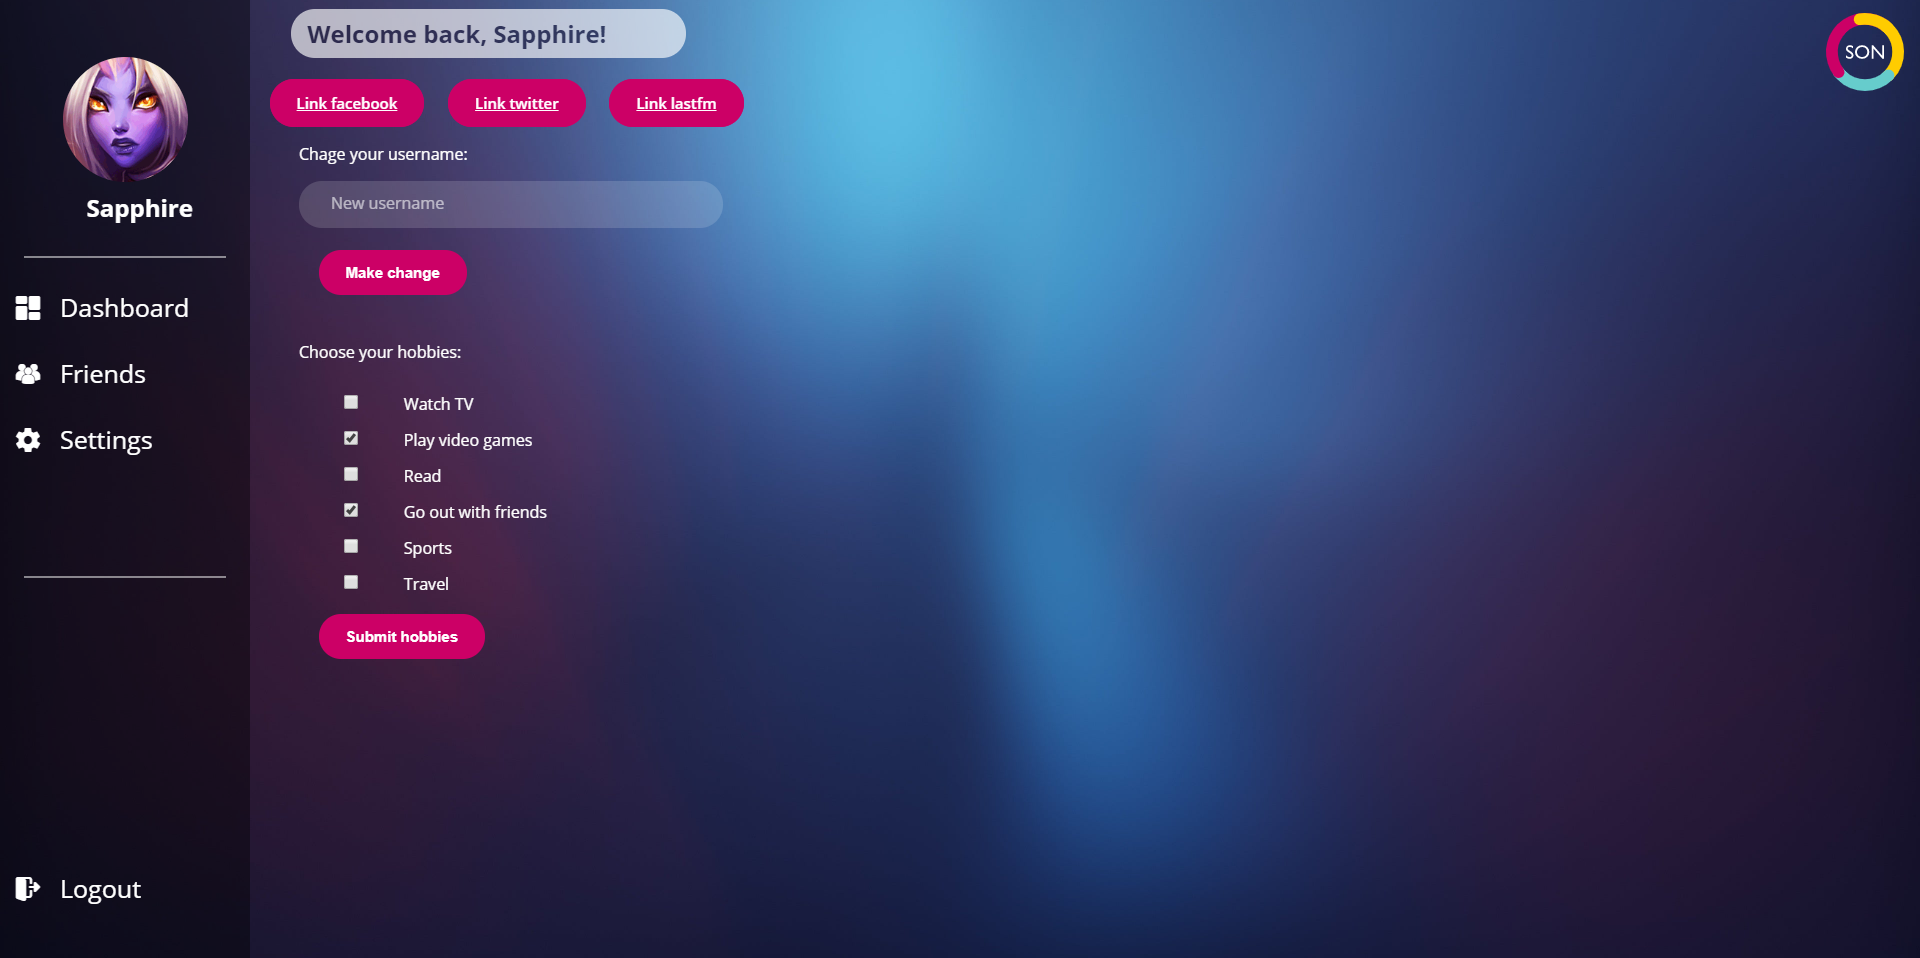 Welcome back, Sapphire!
SON
Link facebook Link twitter Link lastfm
Chage your username:
New username
Make change
Choose your hobbies:
Watch TV
Play video games
Read
Go out with friends
Sports
Travel
Submit hobbies
Sapphire
Dashboard
Friends
Settings
Logout